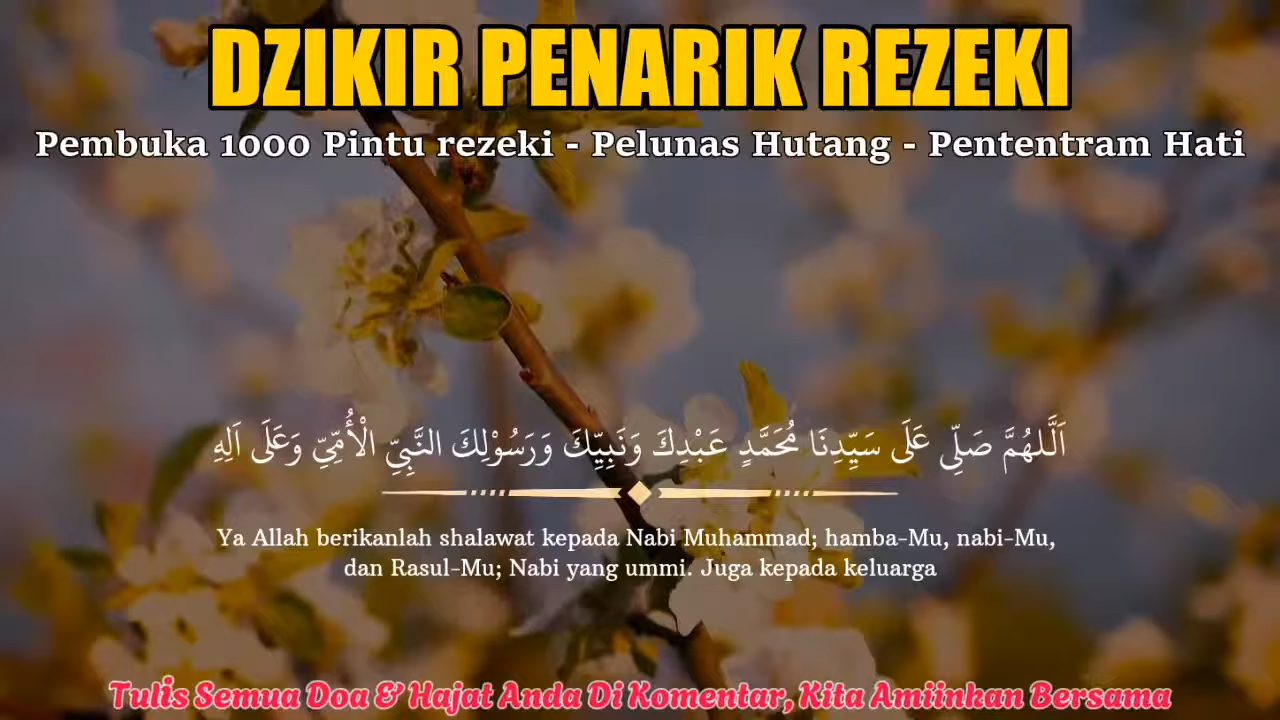 DZIKIR PENARIK REZEKI
Pembuka 1000 Pintu rezeki - Pelunas Hutang - Pententram Hati
اَللَّهُمَّ صَلِّ عَلَى سَيِّدِنَا مُحَمَّدٍ عَبْدِكَ وَنَبِيِّكَ وَرَسُوْلِكَ النَّبِيِّ الْأُمِّيِّ وَعَلَى اَلِهِ
Ya Allah berikanlah shalawat kepada Nabi Muhammad; hamba-Mu, nabi-Mu,
dan Rasul-Mu; Nabi yang ummi. Juga kepada keluarga
Tulis Semua Doa & Hajat Anda Di Komentar, Kita Amiinkan Bersama